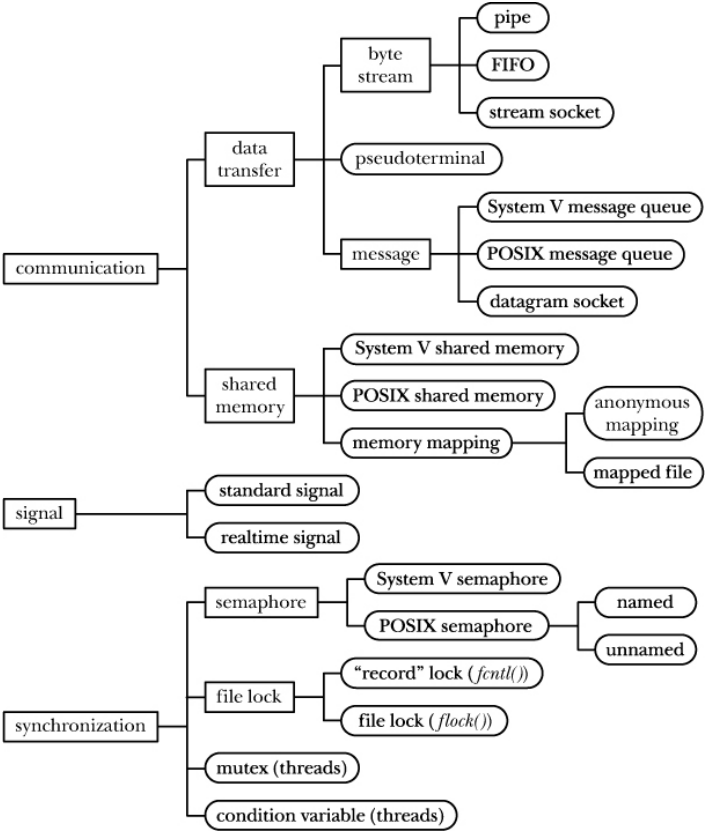 pipe
byte
stream
FIFO
stream socket
data
transfer
pseudoterminal
System V message queue
message
POSIX message queue
datagram socket
communication
System V shared memory
shared
memory
POSIX shared memory
memory mapping
anonymous
mapping
mapped file
signal
standard signal
realtime signal
semaphore
System V semaphore
POSIX semaphore
named
unnamed
synchronization
file lock
“record” lock (fcntl())
file lock (flock())
mutex (threads)
condition variable (threads)